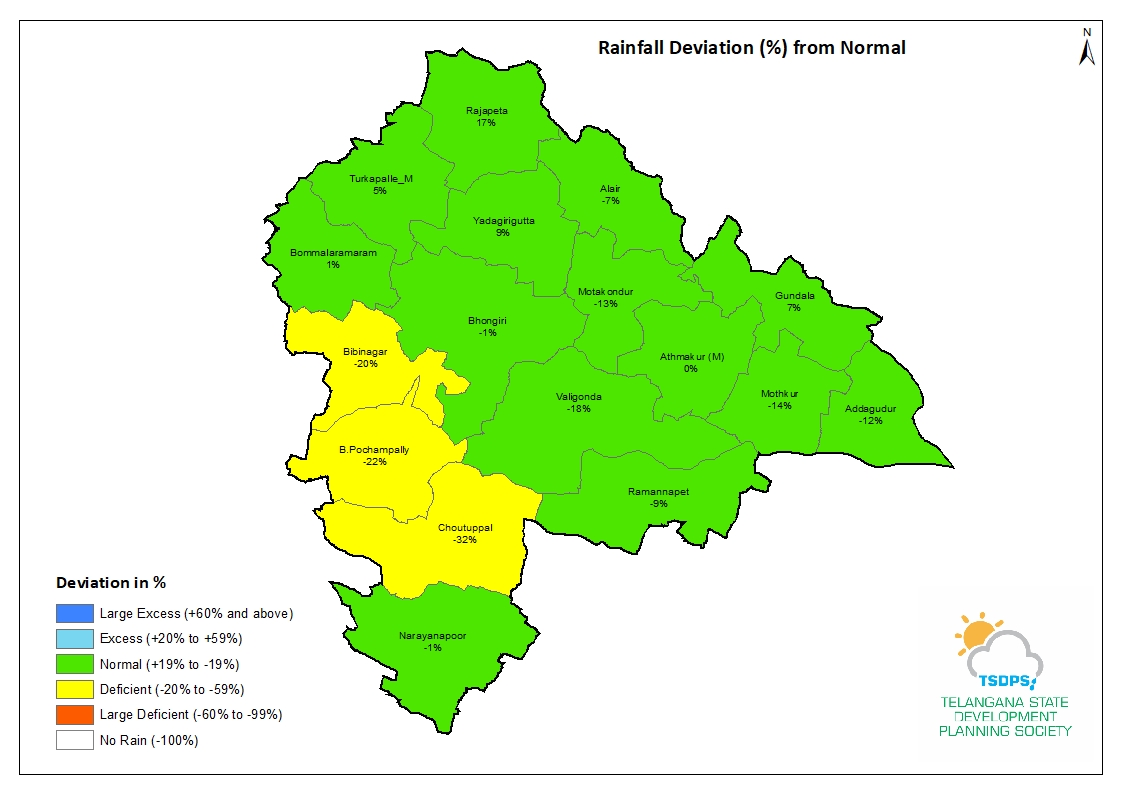 Rainfall Deviation (%) from Normal
N
Rajapeta
17%
Turkapalle_M
5%
Alair
-7%
Yadagirigutta
9%
Bommalaramaram
1%
Motakondur
-13%
Gundala
7%
Bhongiri
-1%
Bibinagar
-20%
Athmakur (M)
0%
Valigonda
-18%
Mothkur
-14%
Addagudur
-12%
B.Pochampally
-22%
Ramannapet
-9%
Choutuppal
-32%
Narayanapoor
-1%
Deviation in %
Large Excess (+60% and above)
Excess (+20% to +59%)
Normal (+19% to -19%)
Deficient (-20% to -59%)
Large Deficient (-60% to -99%)
No Rain (-100%)
TSDPS
TELANGANA STATE
DEVELOPMENT
PLANNING SOCIETY